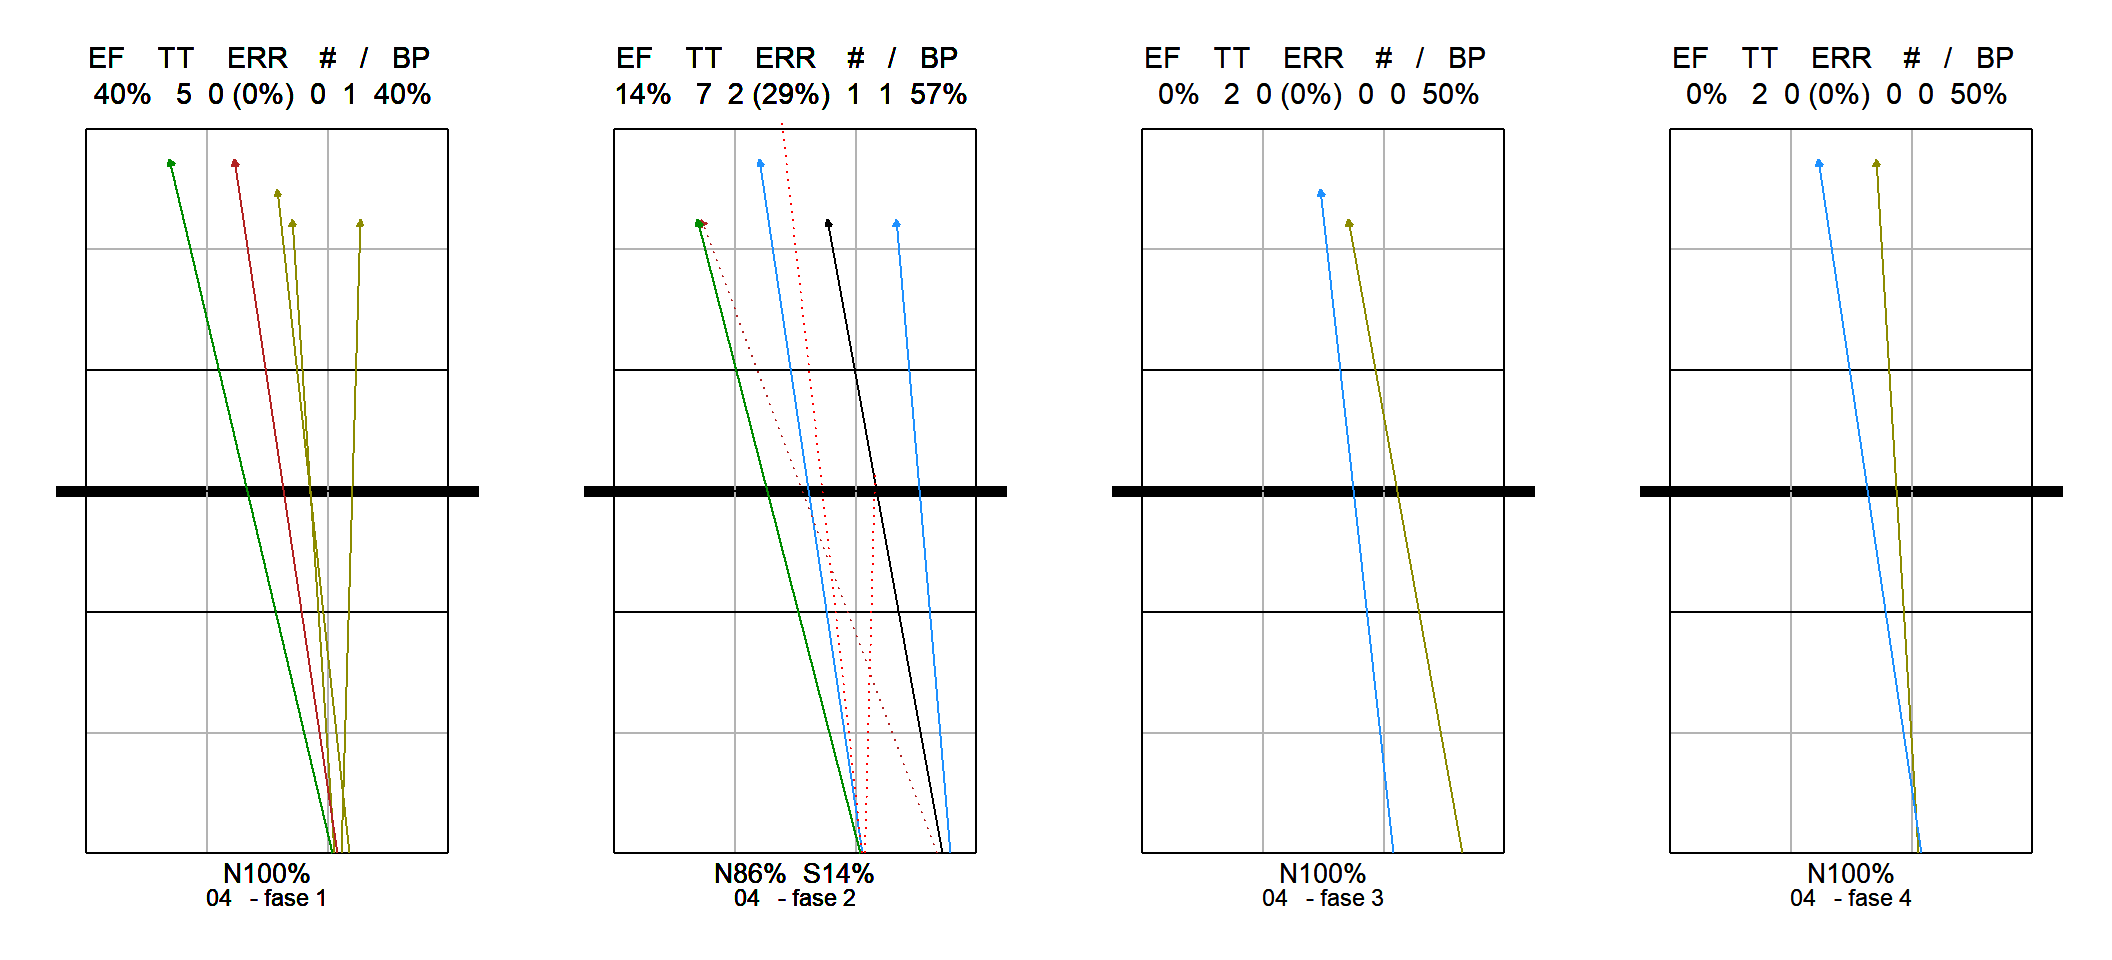 EF TT ERR # / BP
40% 5 0 (0%) 0 1 40%
N100%
04 - fase 1
EF TT ERR # / BP
14% 7 2 (29%) 1 1 57%
N86% S14%
04 - fase 2
EF TT ERR # / BP
0% 2 0 (0%) 0 0 50%
N100%
04 - fase 3
EF TT ERR # / BP
0% 2 0 (0%) 0 0 50%
N100%
04 - fase 4